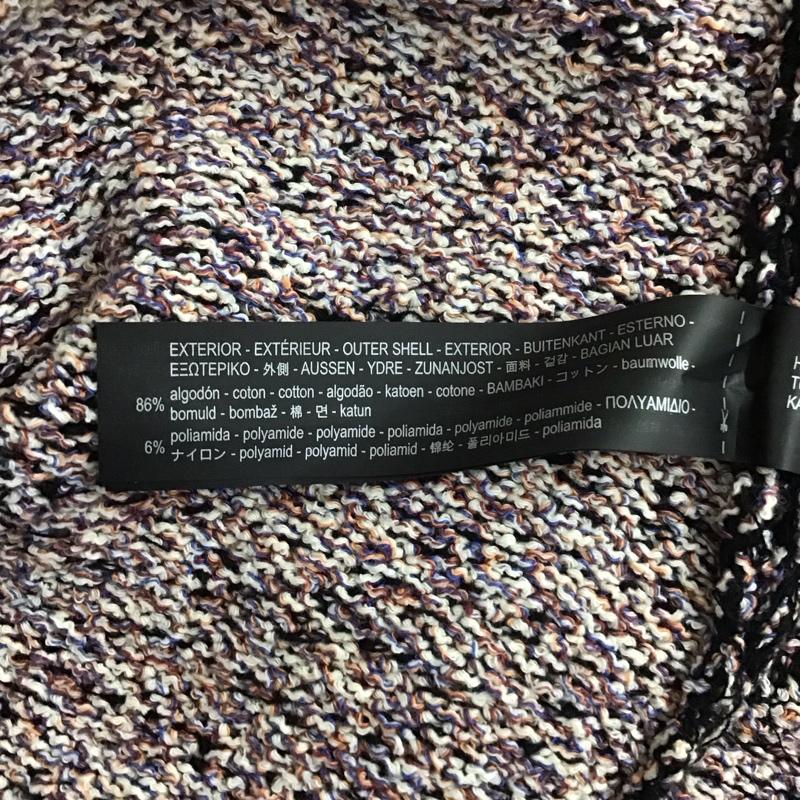 EXTERIOR - EXTÉRIEUR - OUTER SHELL - EXTERIOR - BUITENKANT - ESTERNO -
ΕΞΩΤΕΡΙΚΟ - 外側 - AUSSEN - YDRE - ZUNANJOST - 面料 - 겉감 - BAGIAN LUAR
86% algodón - coton - cotton - algodão - katoen - cotone - ΒΑΜΒΑΚΙ - コットン - baumwolle -
bomuld - bombaž - 棉 - 면 - katun
6% poliamida - polyamide - polyamide - poliamida - polyamide - poliammide - ΠΟΛΥΑΜΙΔΙΟ -
ナイロン - polyamid - polyamid - poliamid - 锦纶 - 폴리아미드 - poliamida
H
KA